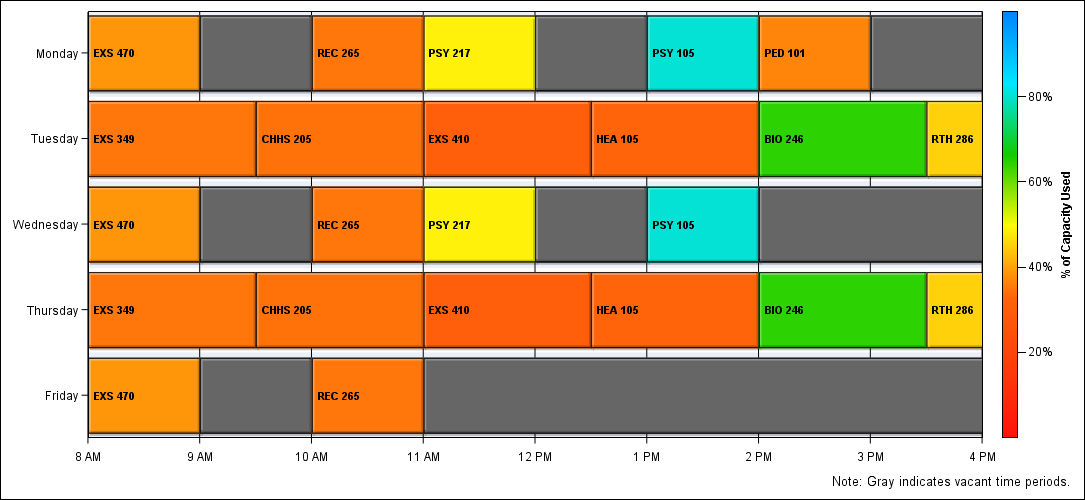 Monday
EXS 470
REC 265
PSY 217
PSY 105
PED 101
Tuesday
EXS 349
CHHS 205
EXS 410
HEA 105
BIO 246
RTH 286
Wednesday
EXS 470
REC 265
PSY 217
PSY 105
Thursday
EXS 349
CHHS 205
EXS 410
HEA 105
BIO 246
RTH 286
Friday
EXS 470
REC 265
8 AM
9 AM
10 AM
11 AM
12 PM
1 PM
2 PM
3 PM
4 PM
80%
60%
40%
20%
% of Capacity Used
Note: Gray indicates vacant time periods.